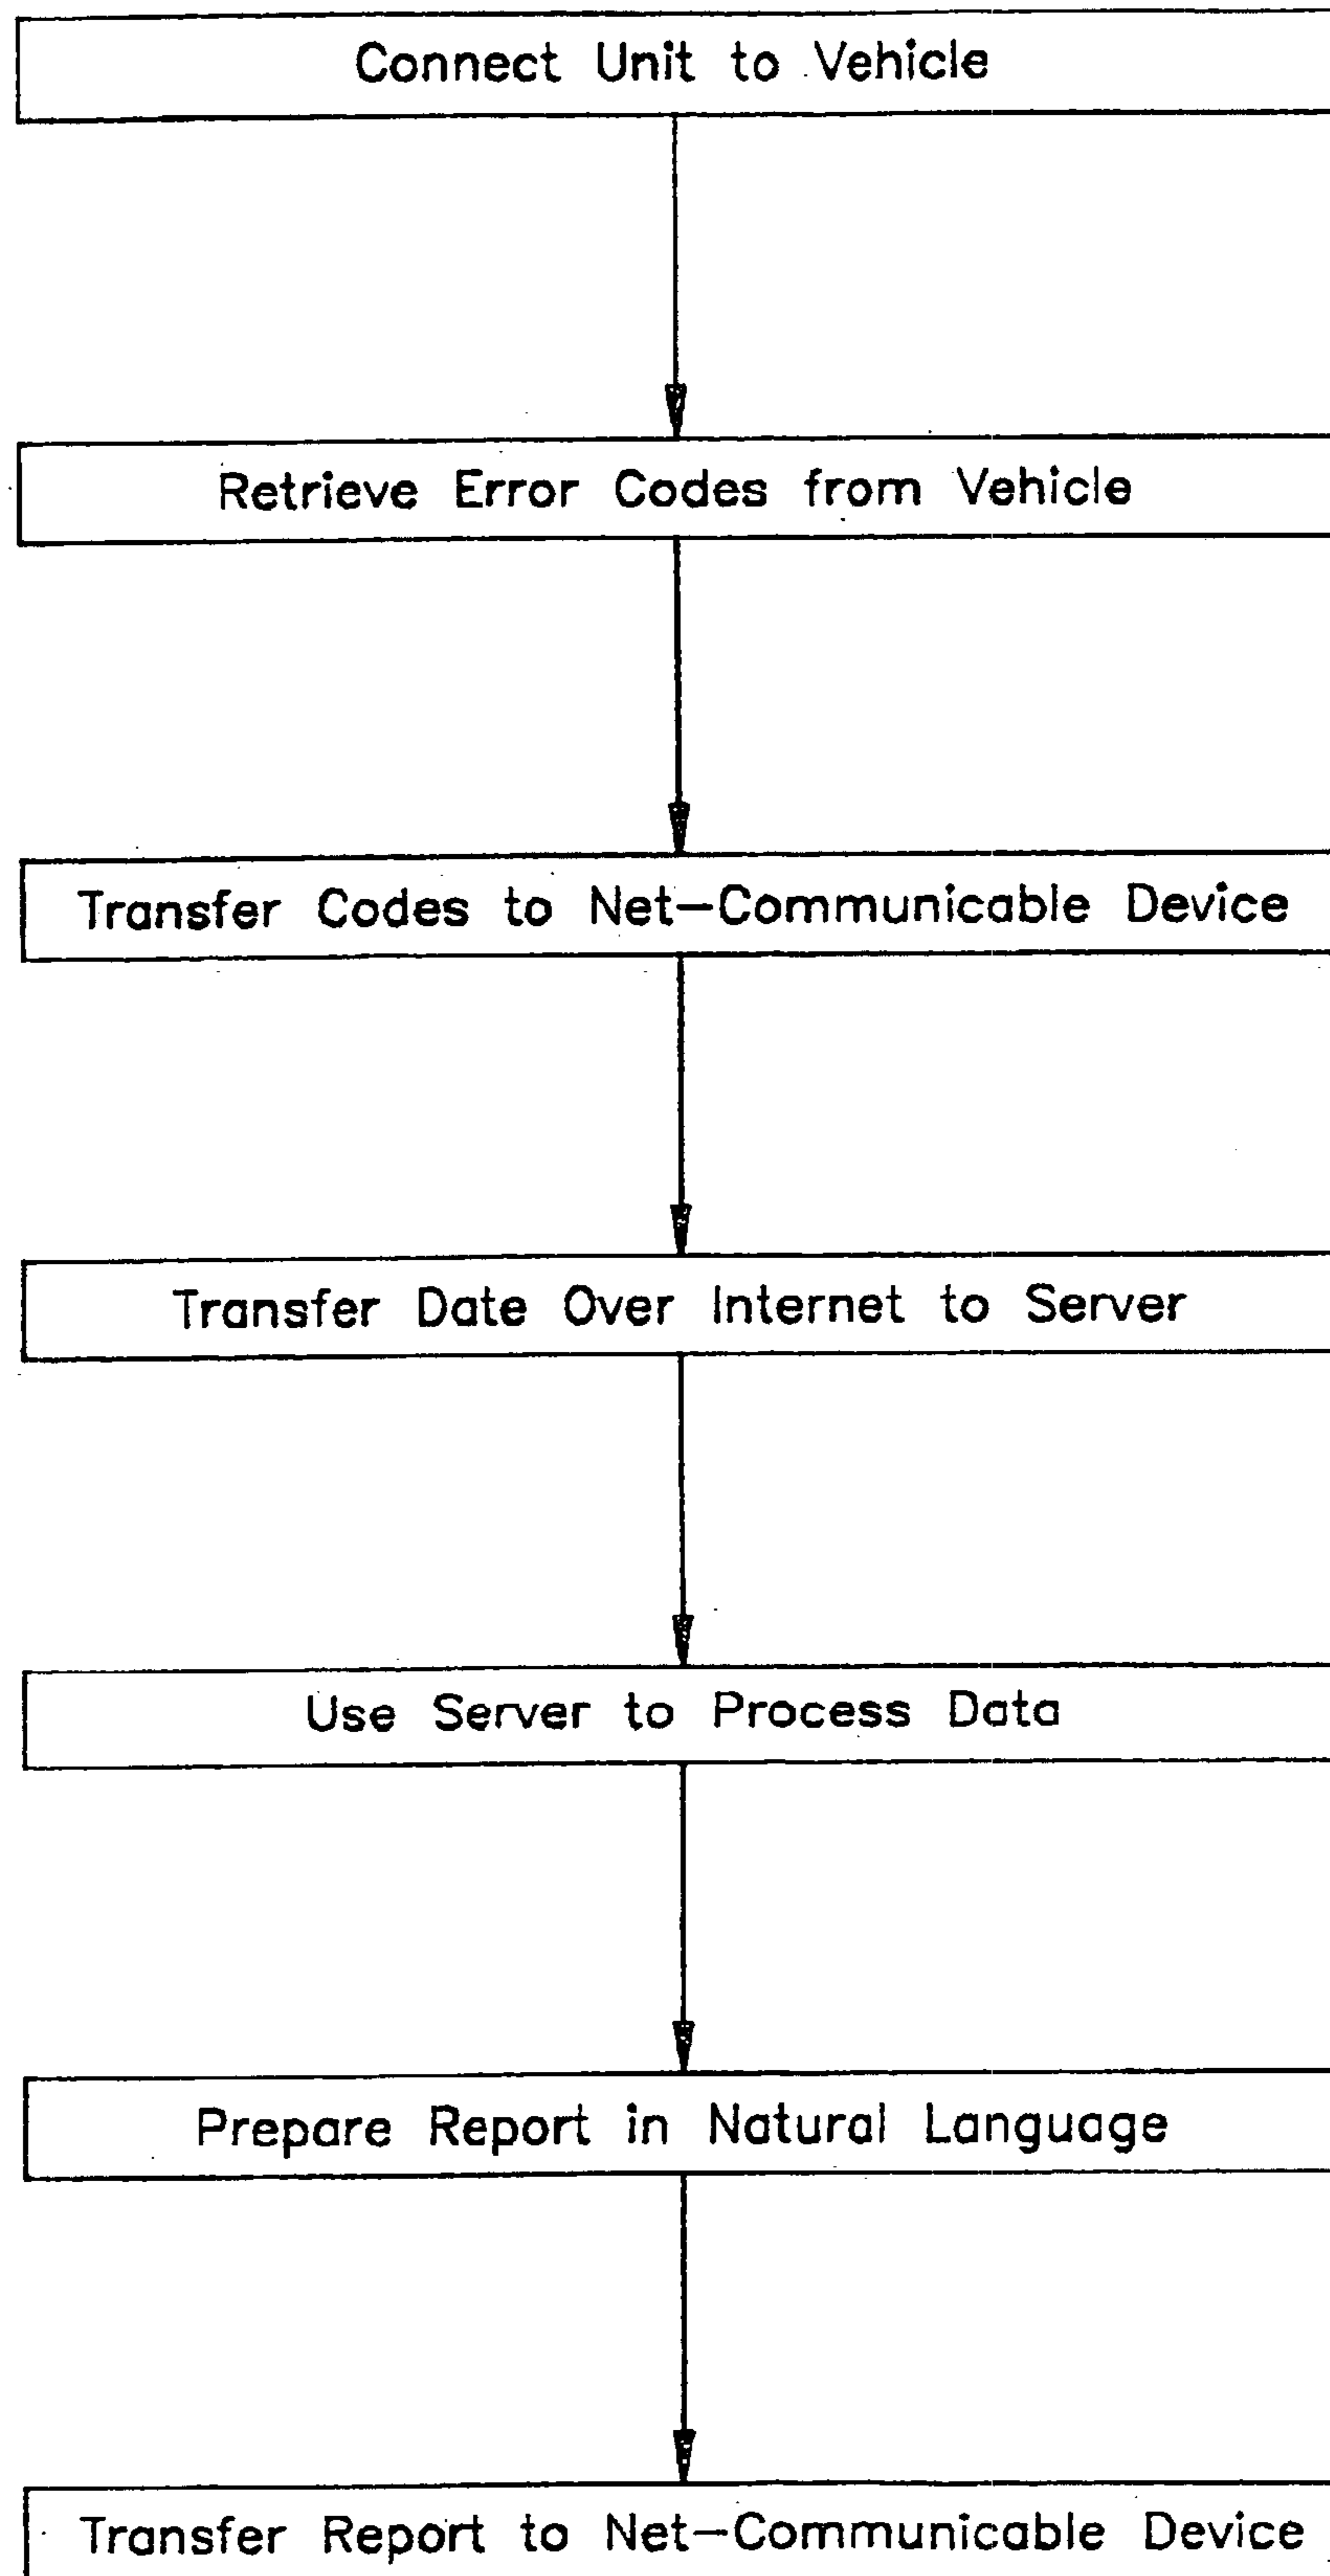 Connect Unit to Vehicle
Retrieve Error Codes from Vehicle
Transfer Codes to Net-Communicable Device
Transfer Date Over Internet to Server
Use Server to Process Data
Prepare Report in Natural Language
Transfer Report to Net-Communicable Device